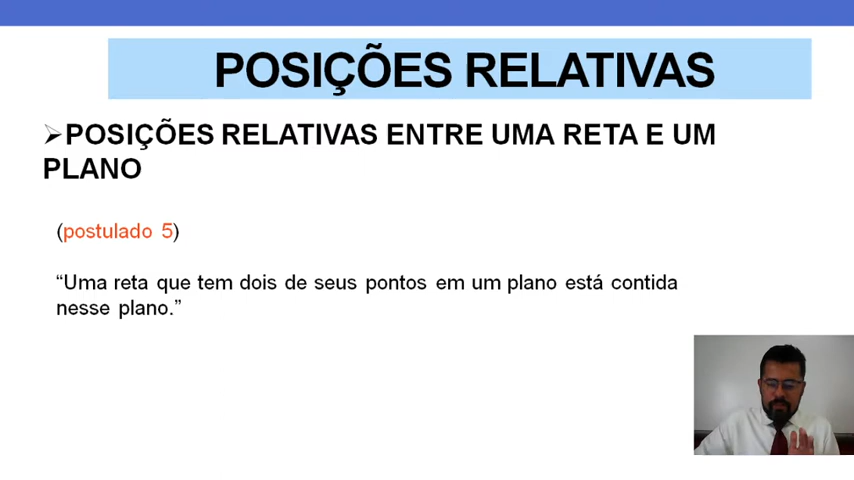 POSIÇÕES RELATIVAS
➢POSIÇÕES RELATIVAS ENTRE UMA RETA E UM
PLANO
(postulado 5)
“Uma reta que tem dois de seus pontos em um plano está contida
nesse plano.”